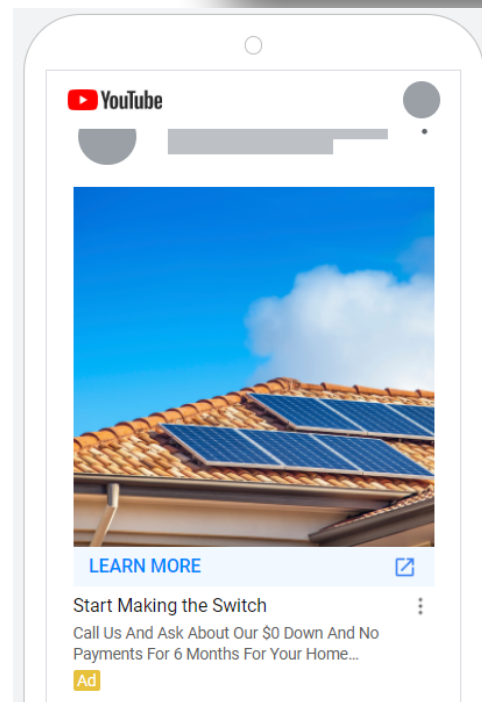 YouTube
LEARN MORE
Start Making the Switch
Call Us And Ask About Our $0 Down And No
Payments For 6 Months For Your Home...
Ad